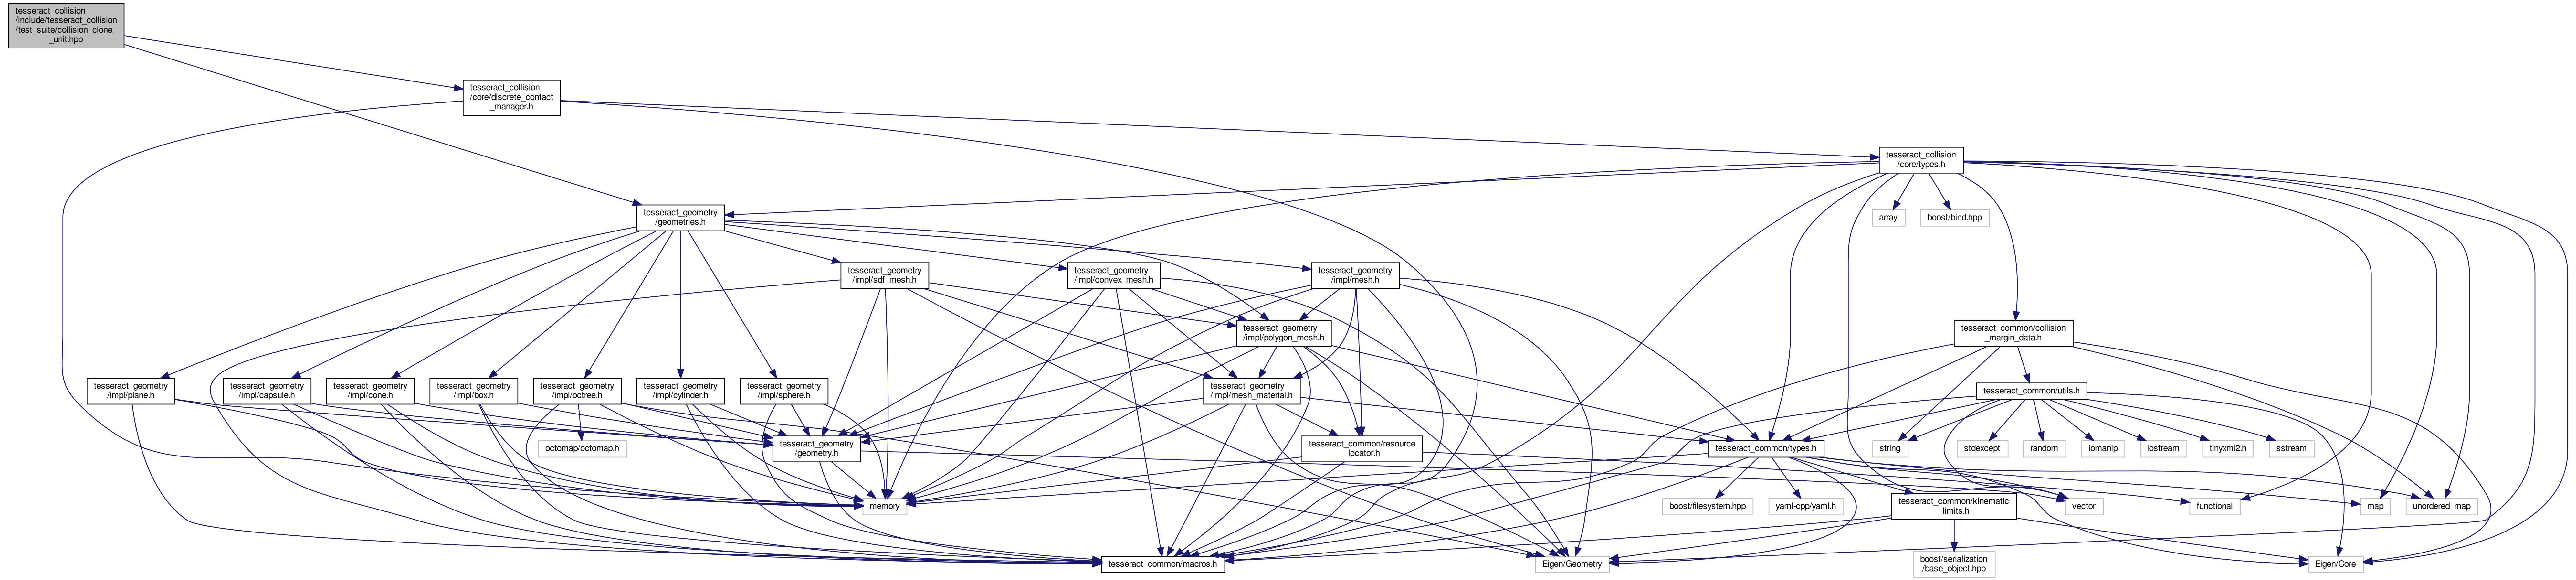 tesseract_collision
/include/tesseract_collision
/test_suite/collision_clone
_unit.hpp
tesseract_collision
/core/discrete_contact
_manager.h
tesseract_collision
/core/types.h
tesseract_geometry
/geometries.h
array
boost/bind.hpp
tesseract_geometry
/impl/sdf_mesh.h
tesseract_geometry
/impl/convex_mesh.h
tesseract_geometry
/impl/mesh.h
tesseract_geometry
/impl/polygon_mesh.h
tesseract_common/collision
_margin_data.h
tesseract_geometry
/impl/plane.h
tesseract_geometry
/impl/capsule.h
tesseract_geometry
/impl/cone.h
tesseract_geometry
/impl/box.h
tesseract_geometry
/impl/octree.h
tesseract_geometry
/impl/cylinder.h
tesseract_geometry
/impl/sphere.h
tesseract_geometry
/impl/mesh_material.h
tesseract_common/utils.h
octomap/octomap.h
tesseract_geometry
/geometry.h
tesseract_common/resource
_locator.h
tesseract_common/types.h
string
stdexcept
random
iomanip
iostream
tinyxml2.h
sstream
memory
boost/filesystem.hpp
yaml-cpp/yaml.h
tesseract_common/kinematic
_limits.h
vector
functional
map
unordered_map
tesseract_common/macros.h
Eigen/Geometry
boost/serialization
/base_object.hpp
Eigen/Core